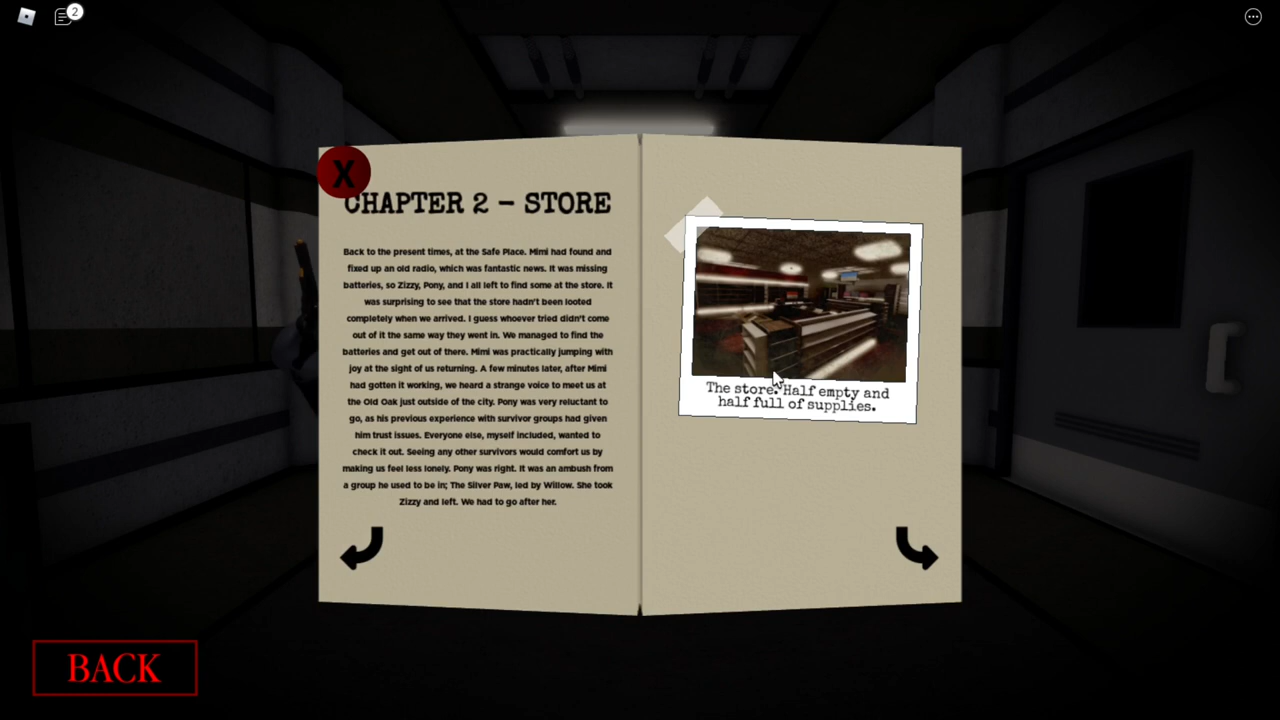 2
X
CHAPTER 2 - STORE
Back to the present times, at the Safe Place. Mimi had found and
fixed up an old radio, which was fantastic news. It was missing
batteries, so Zizzy, Pony, and I all left to find some at the store. It
was surprising to see that the store hadn't been looted
completely when we arrived. I guess whoever tried didn't come
out of it the same way they went in. We managed to find the
batteries and get out of there. Mimi was practically jumping with
joy at the sight of us returning. A few minutes later, after Mimi
had gotten it working, we heard a strange voice to meet us at
the Old Oak just outside of the city. Pony was very reluctant to
go, as his previous experience with survivor groups had given
him trust issues. Everyone else, myself included, wanted to
check it out. Seeing any other survivors would comfort us by
making us feel less lonely. Pony was right. It was an ambush from
a group he used to be in; The Silver Paw, led by Willow. She took
Zizzy and left. We had to go after her.
The store. Half empty and
half full of supplies.
BACK